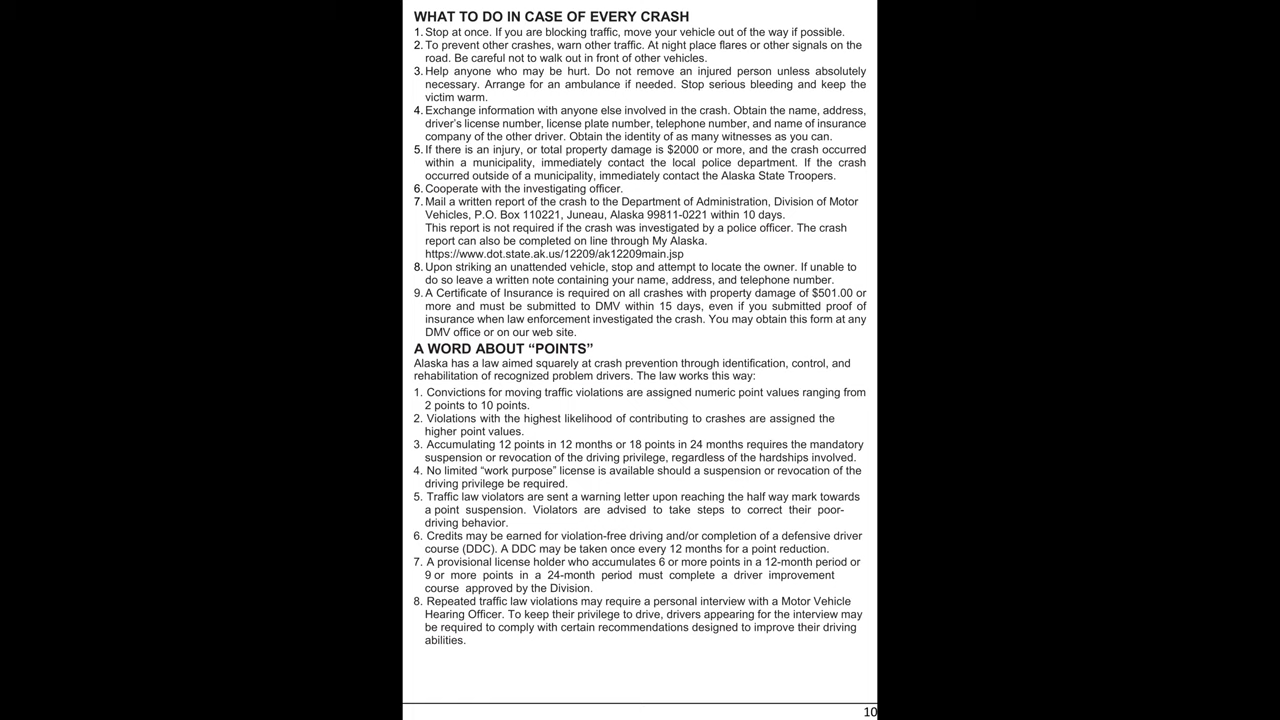 WHAT TO DO IN CASE OF EVERY CRASH
1. Stop at once. If you are blocking traffic, move your vehicle out of the way if possible.
2. To prevent other crashes, warn other traffic. At night place flares or other signals on the
road. Be careful not to walk out in front of other vehicles.
3. Help anyone who may be hurt. Do not remove an injured person unless absolutely
necessary. Arrange for an ambulance if needed. Stop serious bleeding and keep the
victim warm.
4. Exchange information with anyone else involved in the crash. Obtain the name, address,
driver's license number, license plate number, telephone number, and name of insurance
company of the other driver. Obtain the identity of as many witnesses as you can.
5. If there is an injury, or total property damage is $2000 or more, and the crash occurred
within a municipality, immediately contact the local police department. If the crash
occurred outside of a municipality, immediately contact the Alaska State Troopers.
6. Cooperate with the investigating officer.
7. Mail a written report of the crash to the Department of Administration, Division of Motor
Vehicles, P.O. Box 110221, Juneau, Alaska 99811-0221 within 10 days.
This report is not required if the crash was investigated by a police officer. The crash
report can also be completed on line through My Alaska.
https://www.dot.state.ak.us/12209/ak12209main.jsp
8. Upon striking an unattended vehicle, stop and attempt to locate the owner. If unable to
do so leave a written note containing your name, address, and telephone number.
9. A Certificate of Insurance is required on all crashes with property damage of $501.00 or
more and must be submitted to DMV within 15 days, even if you submitted proof of
insurance when law enforcement investigated the crash. You may obtain this form at any
DMV office or on our web site.
A WORD ABOUT “POINTS”
Alaska has a law aimed squarely at crash prevention through identification, control, and
rehabilitation of recognized problem drivers. The law works this way:
1. Convictions for moving traffic violations are assigned numeric point values ranging from
2 points to 10 points.
2. Violations with the highest likelihood of contributing to crashes are assigned the
higher point values.
3. Accumulating 12 points in 12 months or 18 points in 24 months requires the mandatory
suspension or revocation of the driving privilege, regardless of the hardships involved.
4. No limited “work purpose” license is available should a suspension or revocation of the
driving privilege be required.
5. Traffic law violators are sent a warning letter upon reaching the half way mark towards
a point suspension. Violators are advised to take steps to correct their poor-
driving behavior.
6. Credits may be earned for violation-free driving and/or completion of a defensive driver
course (DDC). A DDC may be taken once every 12 months for a point reduction.
7. A provisional license holder who accumulates 6 or more points in a 12-month period or
9 or more points in a 24-month period must complete a driver improvement
course approved by the Division.
8. Repeated traffic law violations may require a personal interview with a Motor Vehicle
Hearing Officer. To keep their privilege to drive, drivers appearing for the interview may
be required to comply with certain recommendations designed to improve their driving
abilities.
10